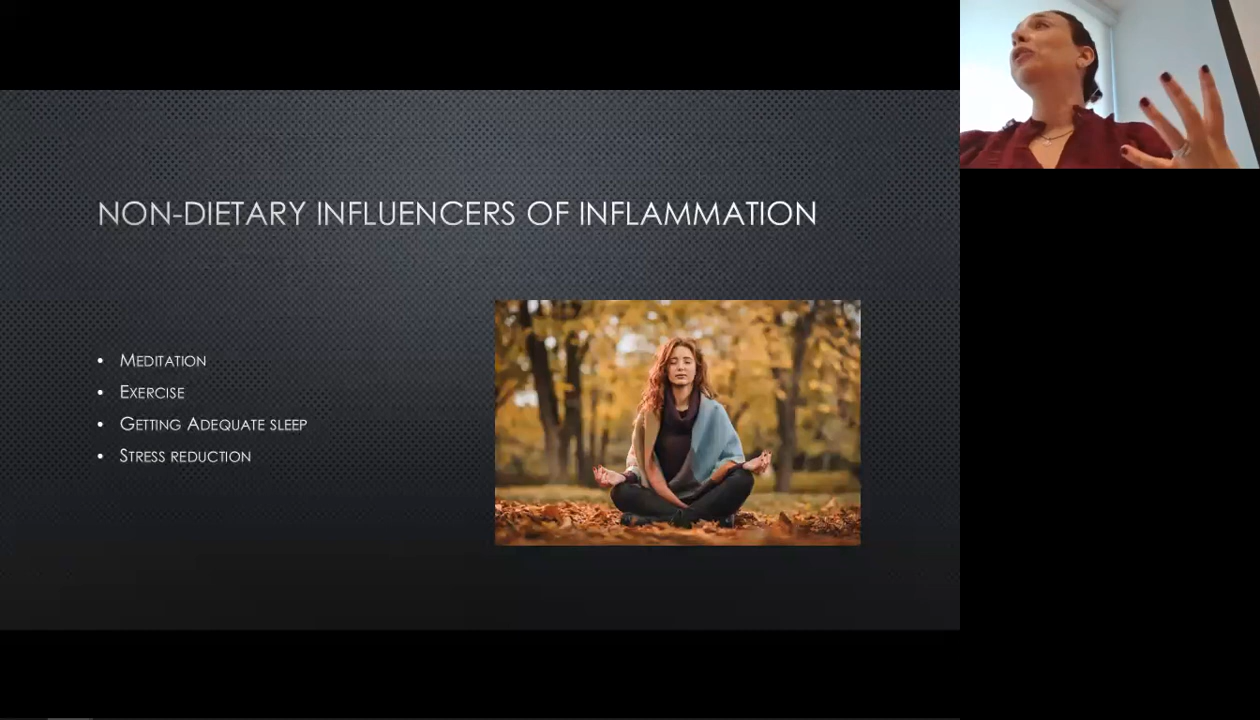 NON-DIETARY INFLUENCERS OF INFLAMMATION
• MEDITATION
• EXERCISE
• GETTING ADEQUATE SLEEP
• STRESS REDUCTION